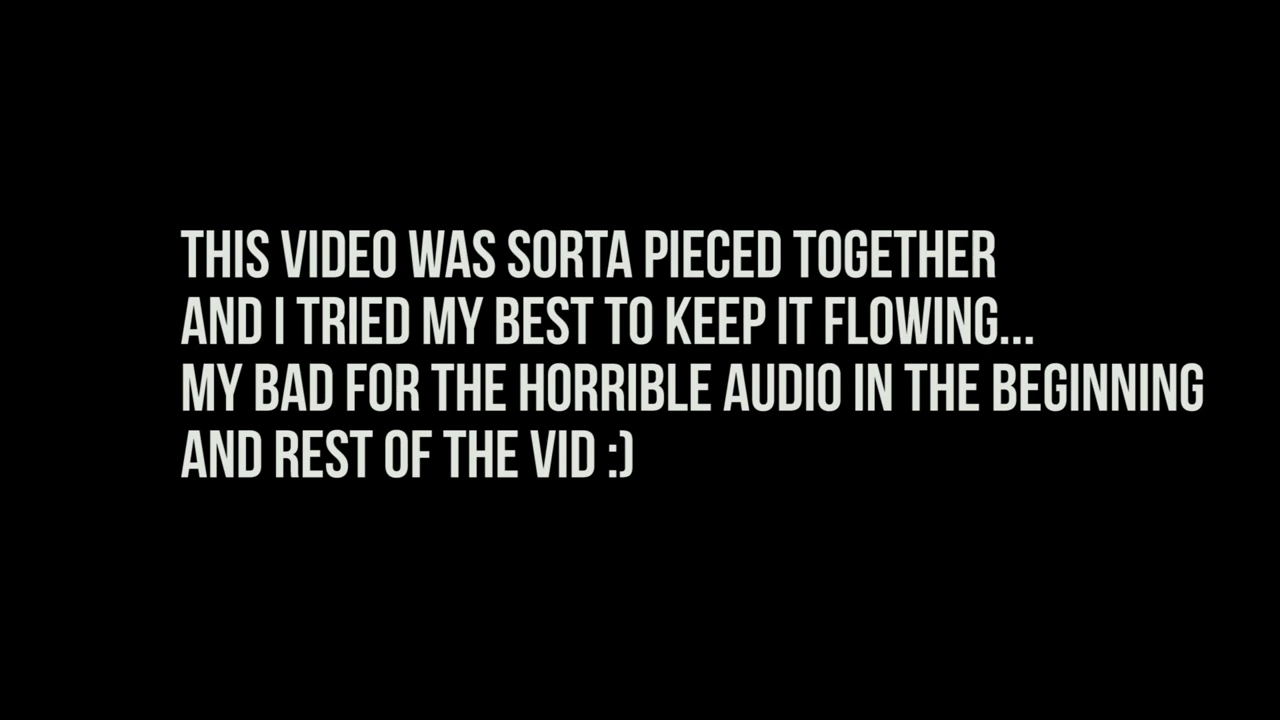 THIS VIDEO WAS SORTA PIECED TOGETHER
AND I TRIED MY BEST TO KEEP IT FLOWING...
MY BAD FOR THE HORRIBLE AUDIO IN THE BEGINNING
AND REST OF THE VID :)